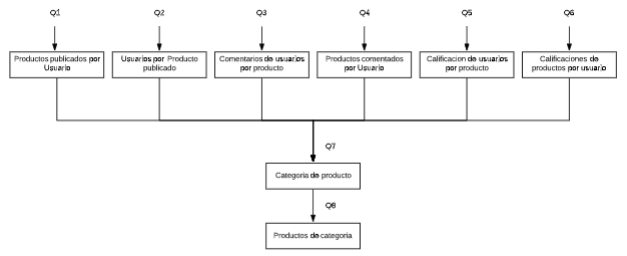 Q1 Q2 Q3 Q4 Q5 Q6
Productos publicados por Usuario
Usuarios por Producto publicado
Comentarios de usuarios por producto
Productos comentados por Usuario
Calificacion de usuarios por producto
Calificaciones de productos por usuario
Q7
Categoria de producto
Q8
Productos de categoria